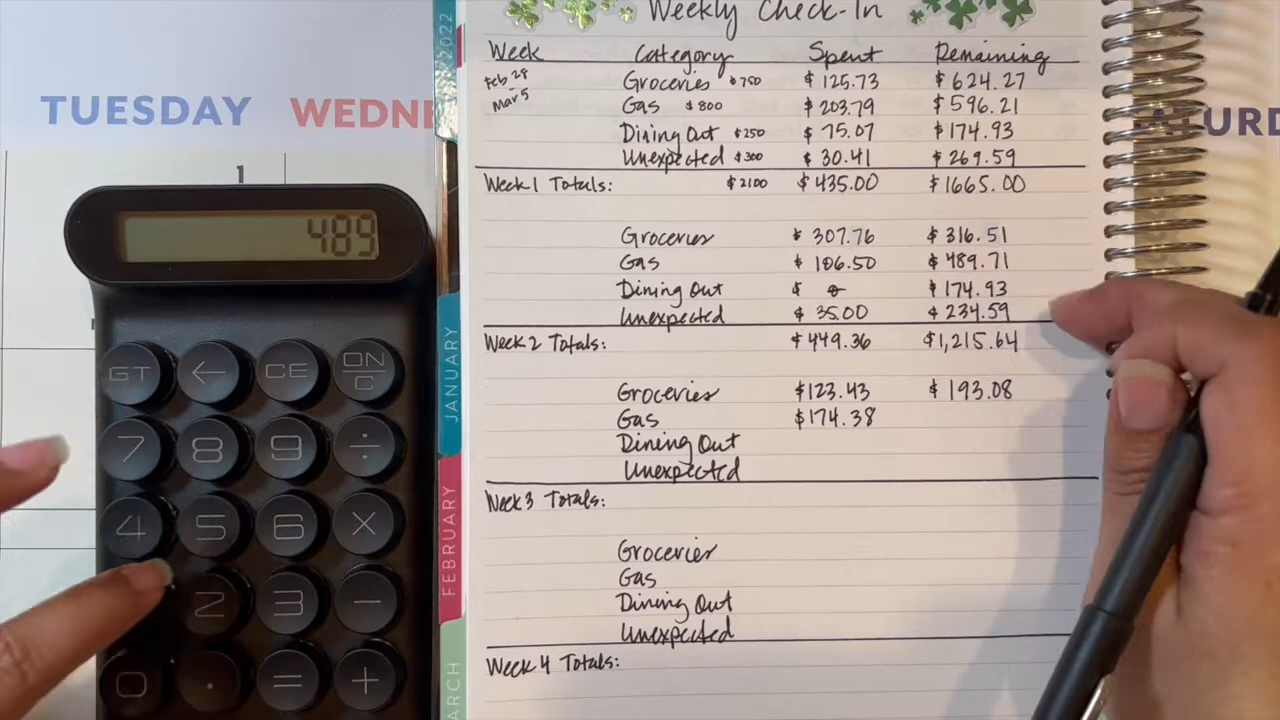 TUESDAY WEDNE
1
2022
JANUARY
FEBRUARY
ARCH
ATURD
489
GT ← CE ON/C
7 8 9 ÷
4 5 6 X
2 3 −
0 . = +
Weekly Check-In
Week Category Spent Remaining
Feb 28 - Mar 5 Groceries $750 $125.73 $624.27
Gas $800 $203.79 $596.21
Dining Out $250 $75.07 $174.93
Unexpected $300 $30.41 $269.59
Week 1 Totals: $2100 $435.00 $1665.00
Groceries $307.76 $316.51
Gas $106.50 $489.71
Dining Out $ 0 $174.93
Unexpected $35.00 $234.59
Week 2 Totals: $449.36 $1,215.64
Groceries $123.43 $193.08
Gas $174.38
Dining Out
Unexpected
Week 3 Totals:
Groceries
Gas
Dining Out
Unexpected
Week 4 Totals: